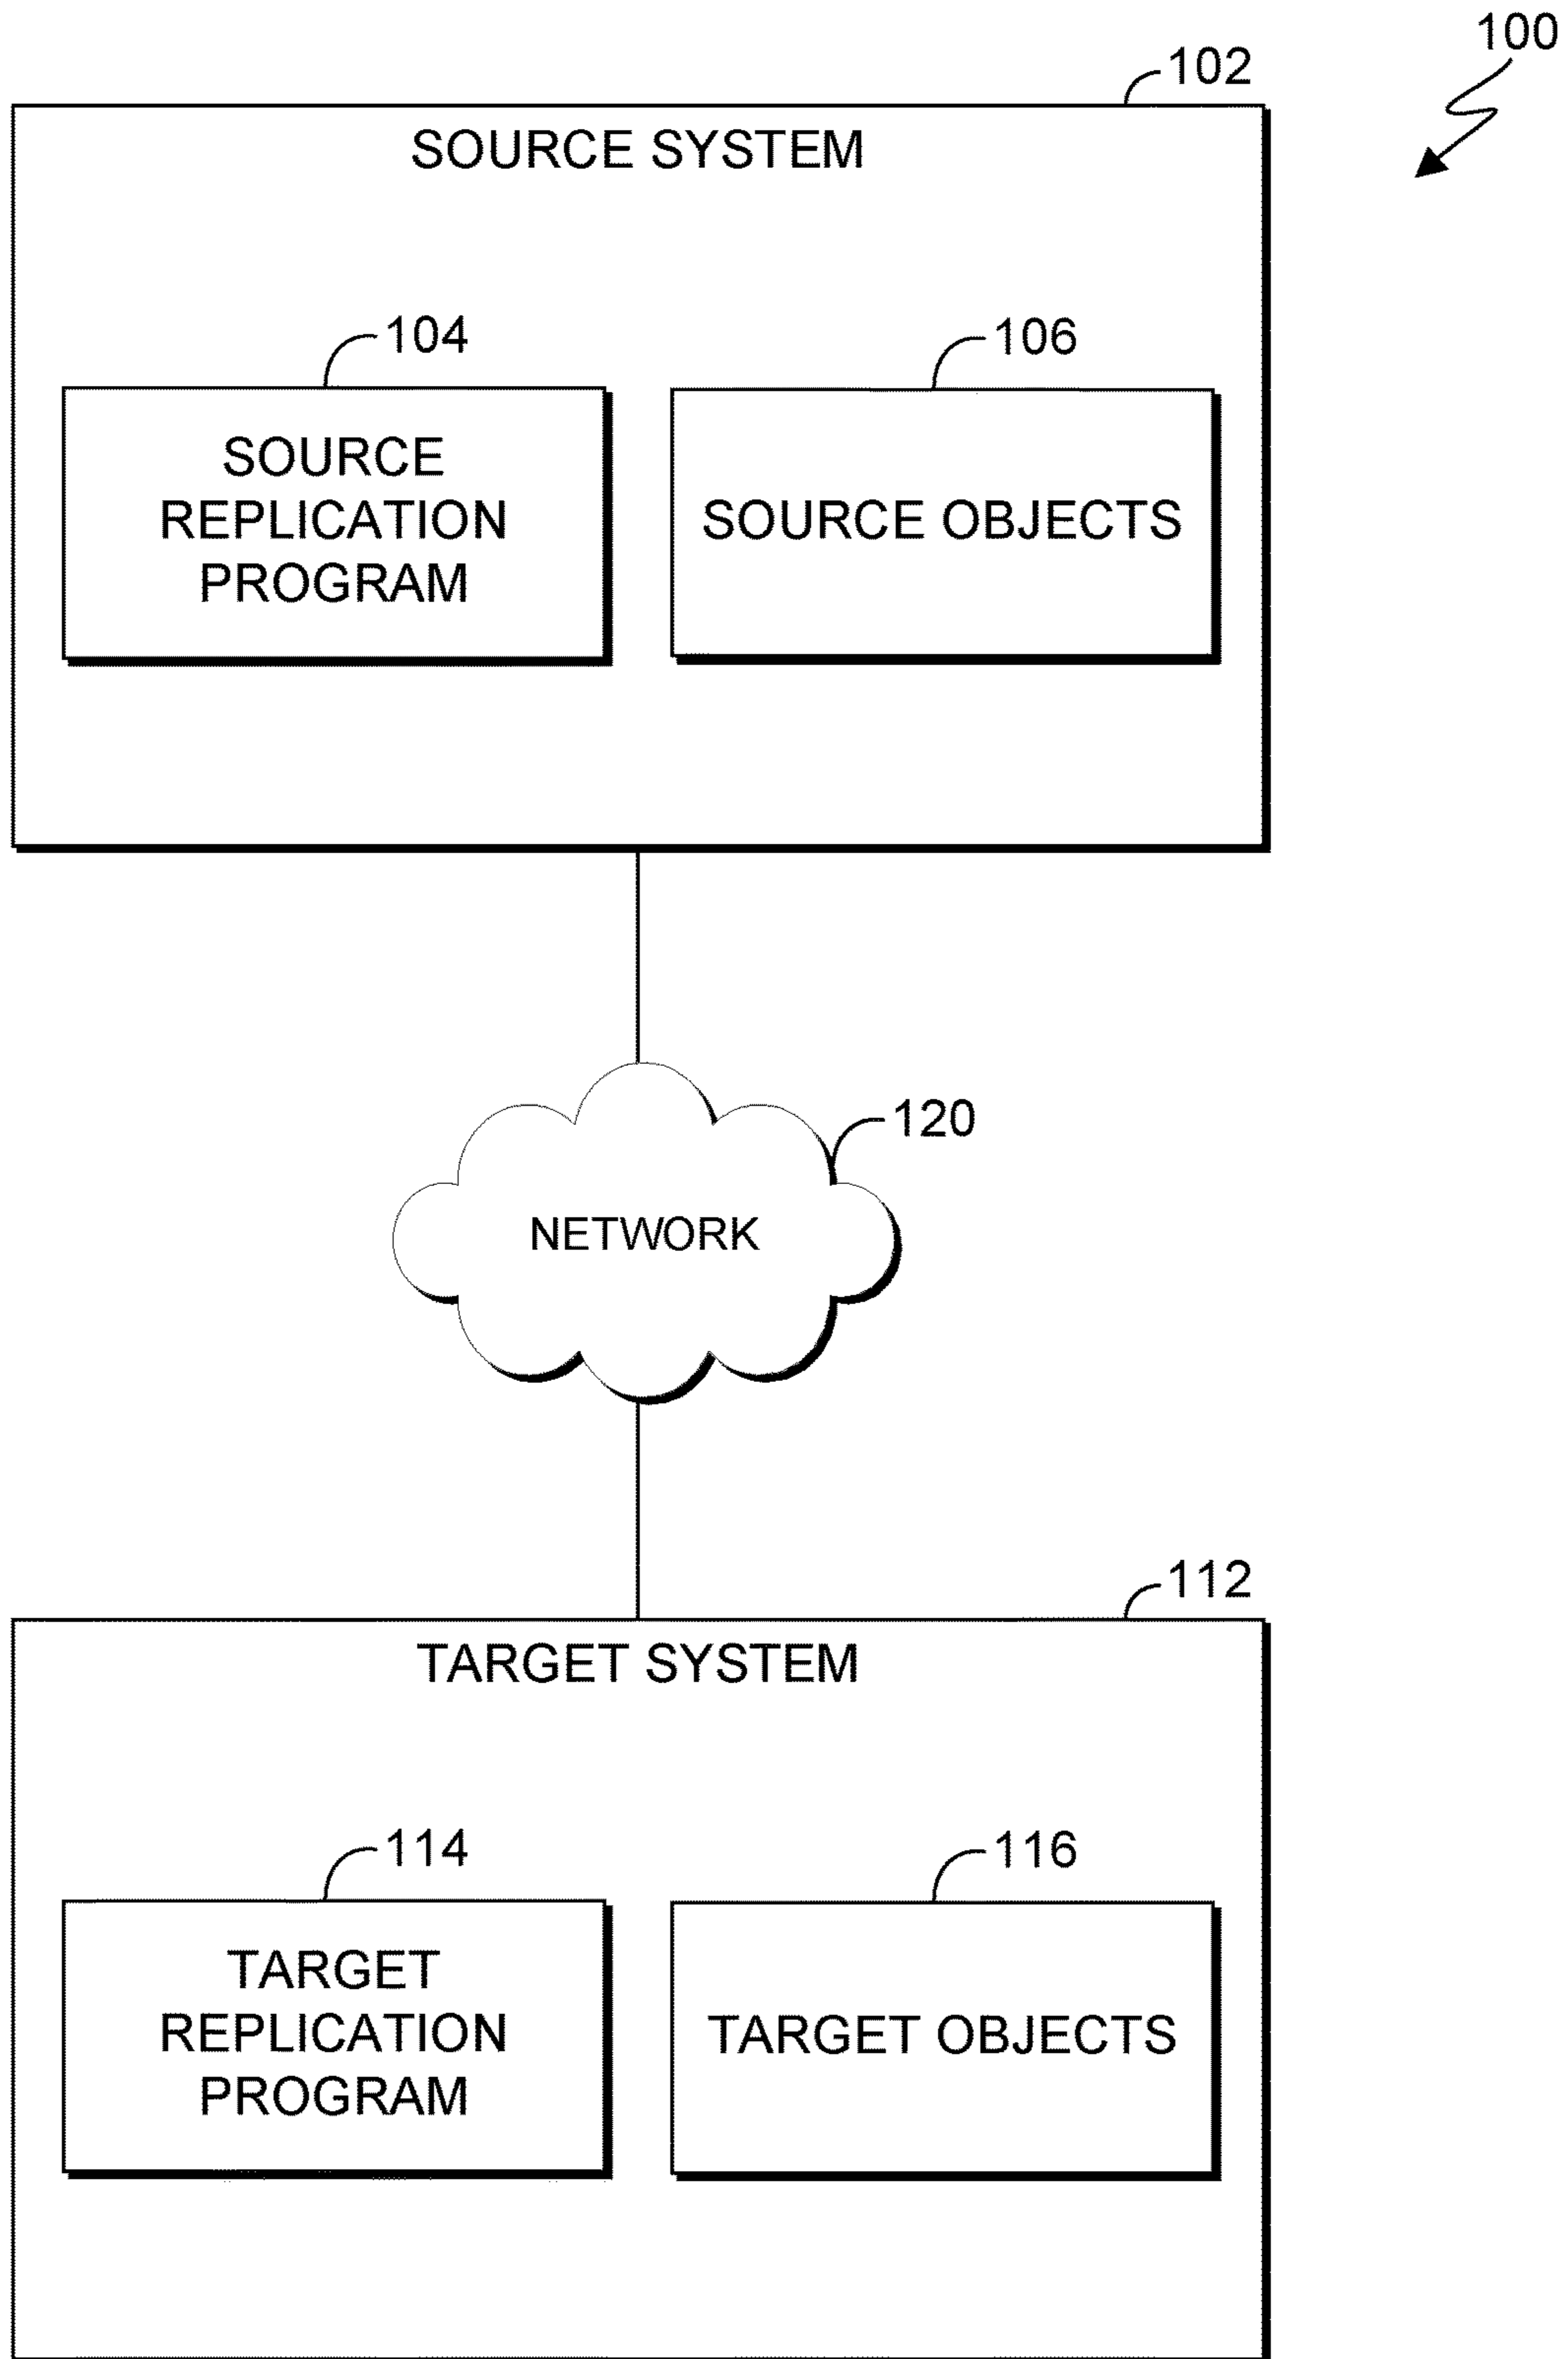 100
102
SOURCE SYSTEM
104
106
SOURCE
REPLICATION
PROGRAM
SOURCE OBJECTS
120
NETWORK
112
TARGET SYSTEM
114
116
TARGET
REPLICATION
PROGRAM
TARGET OBJECTS